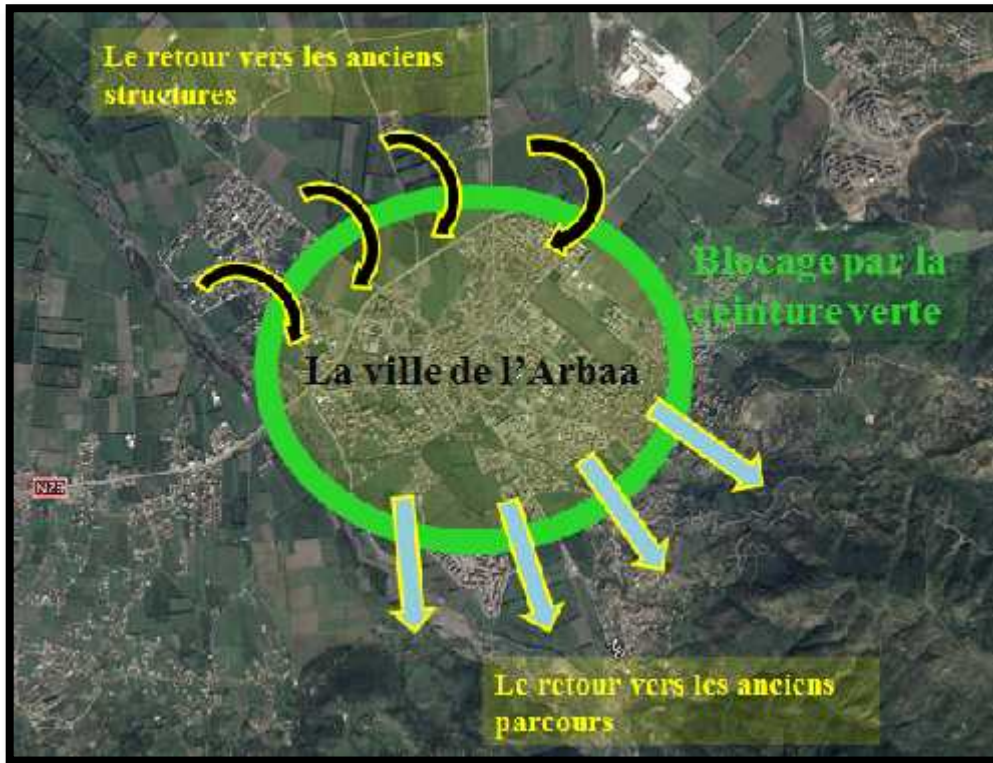 Le retour vers les anciens
structures
Blocage par la
ceinture verte
La ville de l'Arbaa
Le retour vers les anciens
parcours